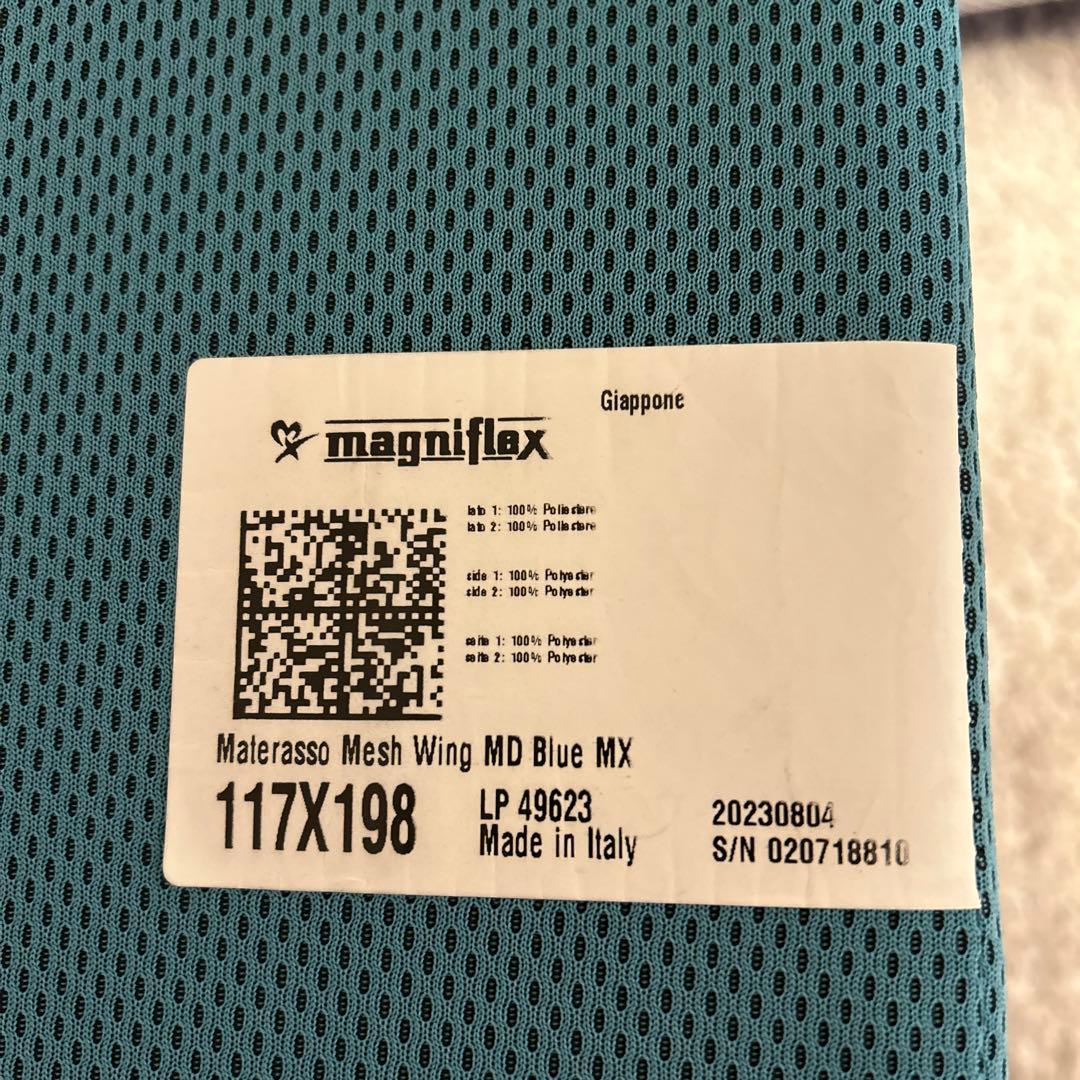 Giappone
magniflex
lato 1: 100% Poliestere
lato 2: 100% Poliestere
side 1: 100% Polyester
side 2: 100% Polyester
seite 1: 100% Polyester
seite 2: 100% Polyester
Materasso Mesh Wing MD Blue MX
117X198
LP 49623
Made in Italy
20230804
S/N 020718810